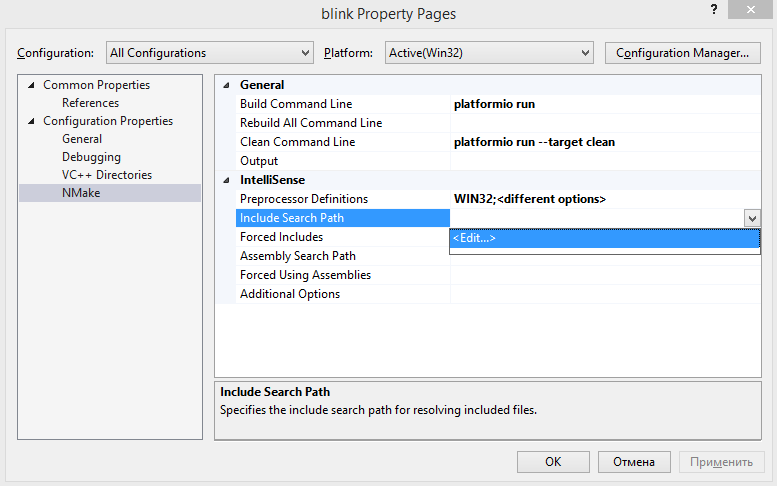 blink Property Pages
?
Configuration: All Configurations Platform: Active(Win32) Configuration Manager...
Common Properties
References
Configuration Properties
General
Debugging
VC++ Directories
NMake
General
Build Command Line platformio run
Rebuild All Command Line
Clean Command Line platformio run --target clean
Output
IntelliSense
Preprocessor Definitions WIN32;<different options>
Include Search Path
Forced Includes <Edit...>
Assembly Search Path
Forced Using Assemblies
Additional Options
Include Search Path
Specifies the include search path for resolving included files.
OK Отмена Применить